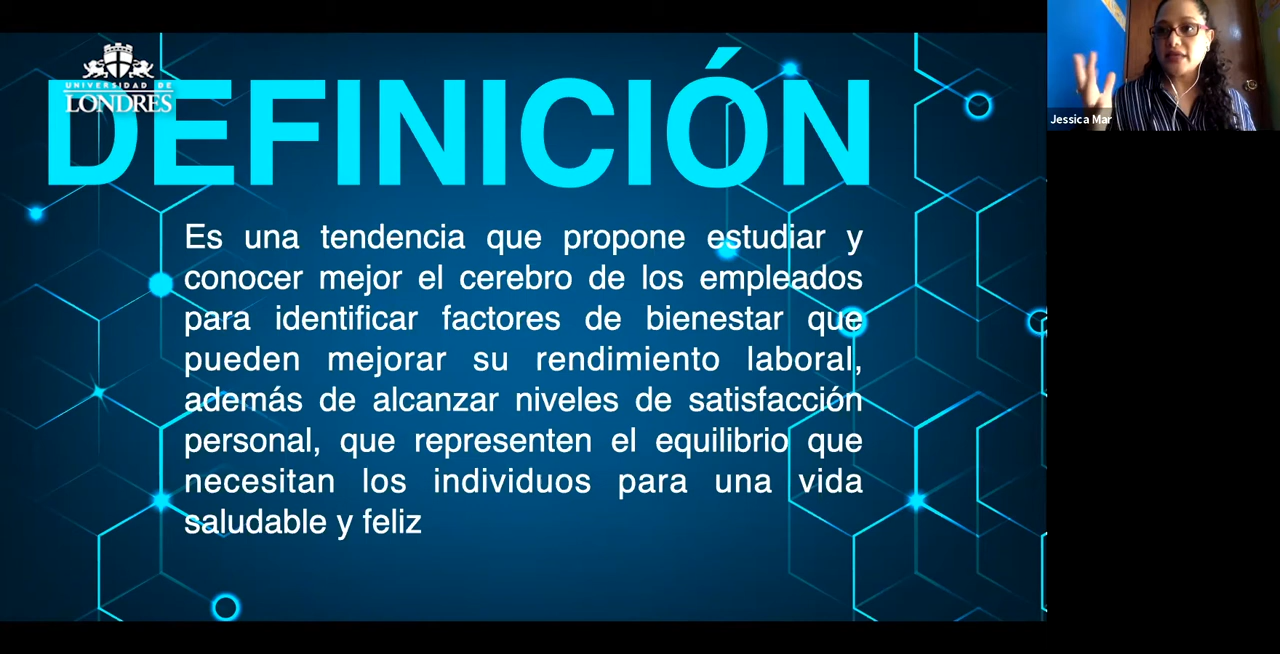 UNIVERSIDAD DE
LONDRES
DEFINICIÓN
Es una tendencia que propone estudiar y
conocer mejor el cerebro de los empleados
para identificar factores de bienestar que
pueden mejorar su rendimiento laboral,
además de alcanzar niveles de satisfacción
personal, que representen el equilibrio que
necesitan los individuos para una vida
saludable y feliz
Jessica Mar